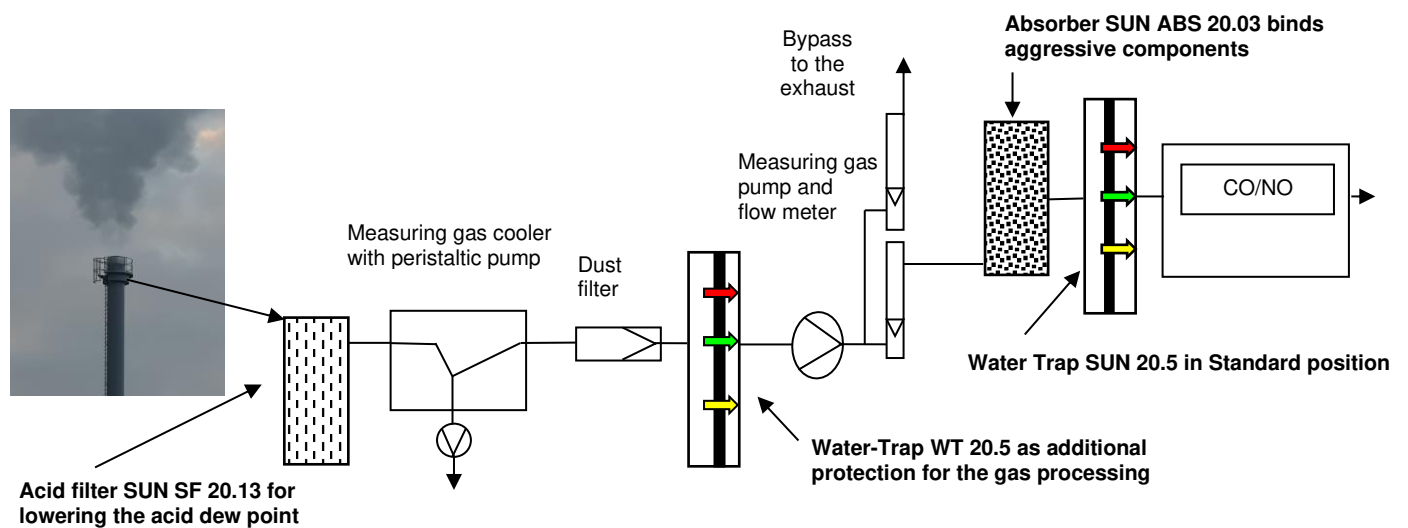 Absorber SUN ABS 20.03 binds
aggressive components
Bypass
to the
exhaust
Measuring gas
pump and
flow meter
CO/NO
Measuring gas cooler
with peristaltic pump
Dust
filter
Water Trap SUN 20.5 in Standard position
Water-Trap WT 20.5 as additional
protection for the gas processing
Acid filter SUN SF 20.13 for
lowering the acid dew point